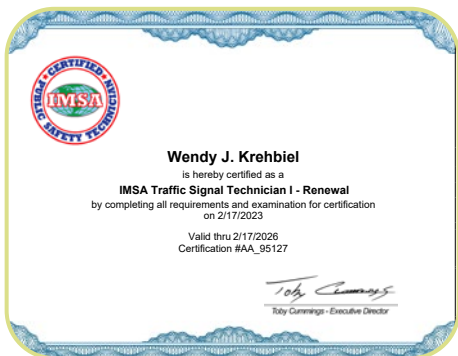 CERTIFIED
IMSA
PUBLIC SAFETY TECHNICIAN
Wendy J. Krehbiel
is hereby certified as a
IMSA Traffic Signal Technician I - Renewal
by completing all requirements and examination for certification
on 2/17/2023
Valid thru 2/17/2026
Certification #AA_95127
Toby Cummings
Toby Cummings - Executive Director